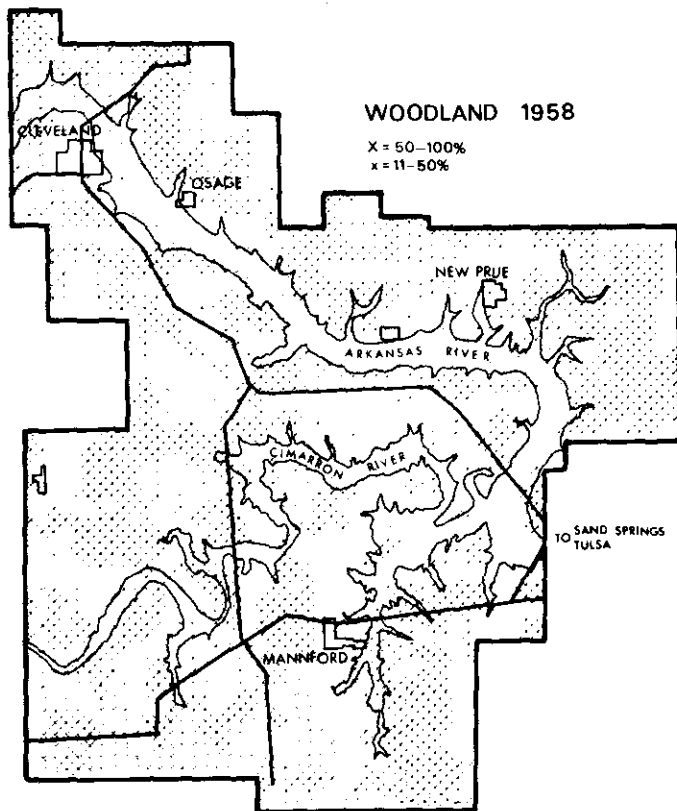 WOODLAND 1958
X = 50–100%
x = 11–50%
CLEVELAND
OSAGE
NEW PRUE
ARKANSAS RIVER
CIMARRON RIVER
TO SAND SPRINGS
TULSA
MANNFORD